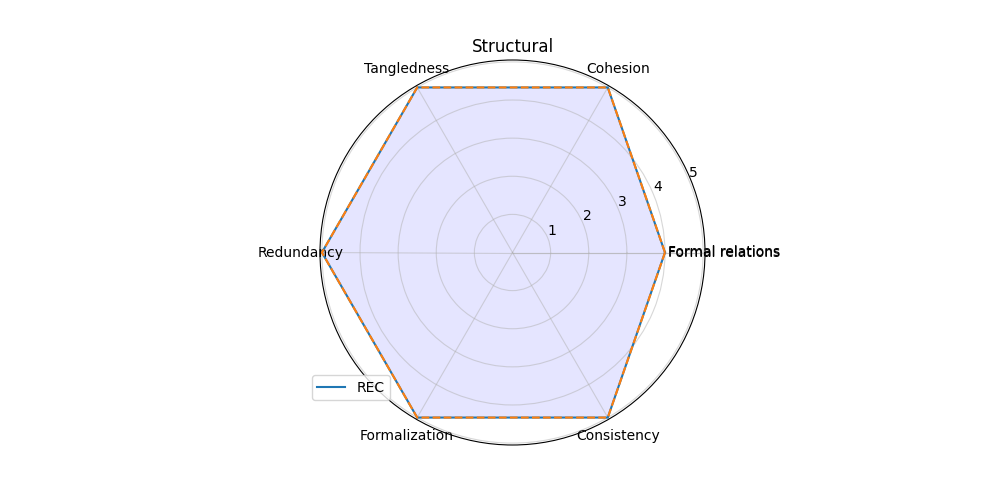 Structural
Tangledness
Cohesion
5
4
3
2
1
Redundancy
Formal relations
REC
Formalization
Consistency